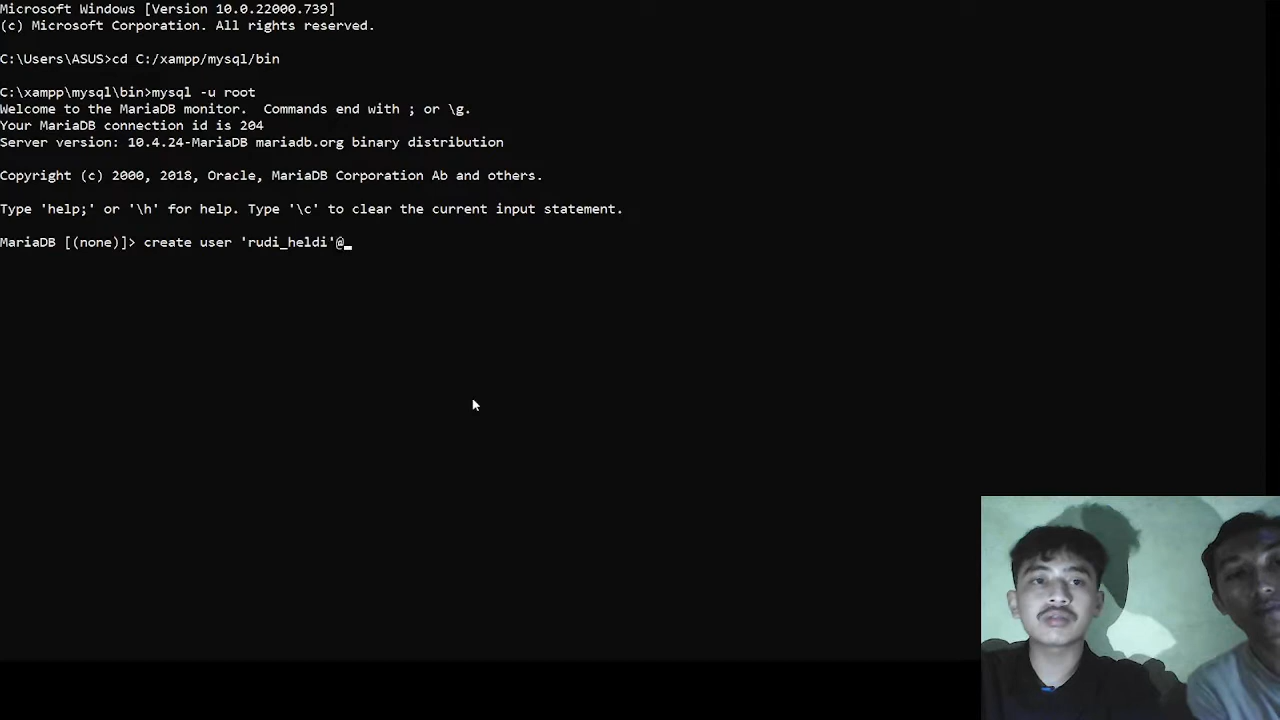 Microsoft Windows [Version 10.0.22000.739]
(c) Microsoft Corporation. All rights reserved.
C:\Users\ASUS>cd C:/xampp/mysql/bin
C:\xampp\mysql\bin>mysql -u root
Welcome to the MariaDB monitor.  Commands end with ; or \g.
Your MariaDB connection id is 204
Server version: 10.4.24-MariaDB mariadb.org binary distribution
Copyright (c) 2000, 2018, Oracle, MariaDB Corporation Ab and others.
Type 'help;' or '\h' for help. Type '\c' to clear the current input statement.
MariaDB [(none)]> create user 'rudi_heldi'@_